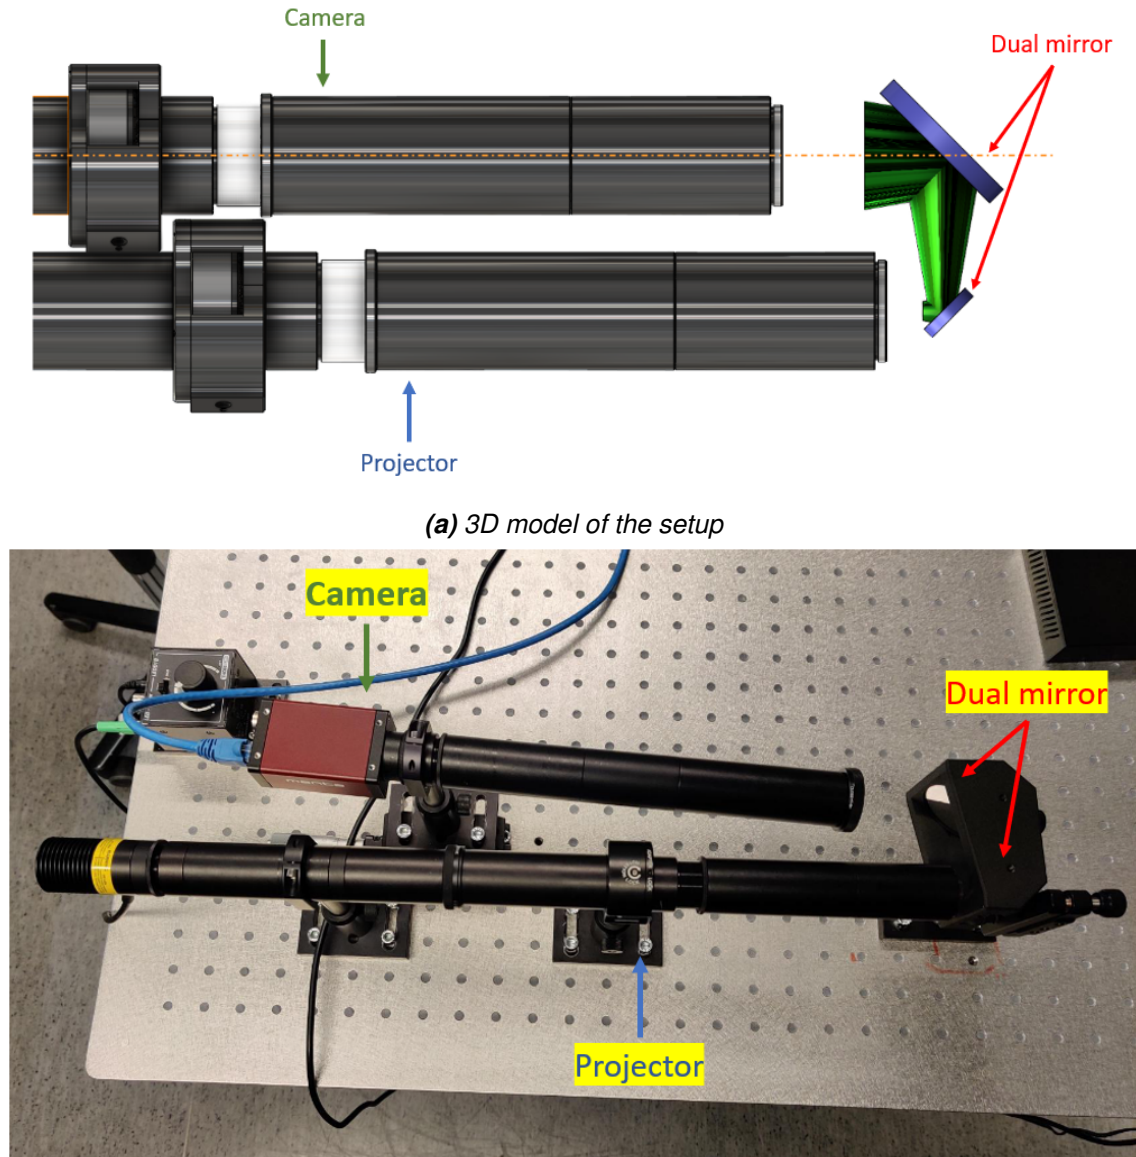 Camera
Dual mirror
Projector
(a) 3D model of the setup
Camera
Dual mirror
Projector